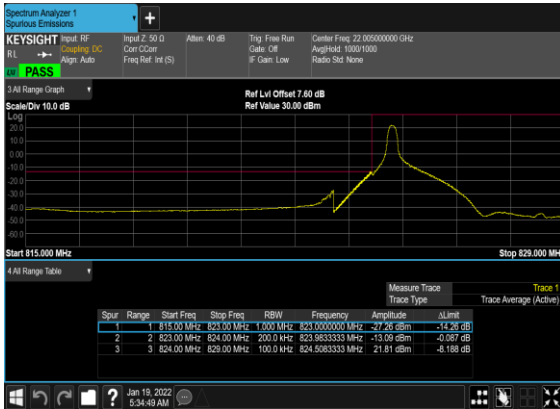 Spectrum Analyzer 1
Spurious Emissions
+
KEYSIGHT Input: RF Input Z: 50 Ω Atten: 40 dB Trig: Free Run Center Freq: 22.005000000 GHz
RL Coupling: DC Corr CCorr Gate: Off Avg|Hold: 1000/1000
Align: Auto Freq Ref: Int (S) IF Gain: Low Radio Std: None
PASS
3 All Range Graph Ref Lvl Offset 7.60 dB
Scale/Div 10.0 dB Ref Value 30.00 dBm
Log
20.0
10.0
0.00
-10.0
-20.0
-30.0
-40.0
-50.0
-60.0
Start 815.000 MHz Stop 829.000 MH
4 All Range Table
Measure Trace Trace 1
Trace Type Trace Average (Active)
Spur Range Start Freq Stop Freq RBW Frequency Amplitude ΔLimit
1 1 815.00 MHz 823.00 MHz 1.000 MHz 823.0000000 MHz -27.26 dBm -14.26 dB
2 2 823.00 MHz 824.00 MHz 200.0 kHz 823.9833333 MHz -13.09 dBm -0.087 dB
3 3 824.00 MHz 829.00 MHz 100.0 kHz 824.5083333 MHz 21.81 dBm -8.188 dB
? Jan 19, 2022
5:34:49 AM